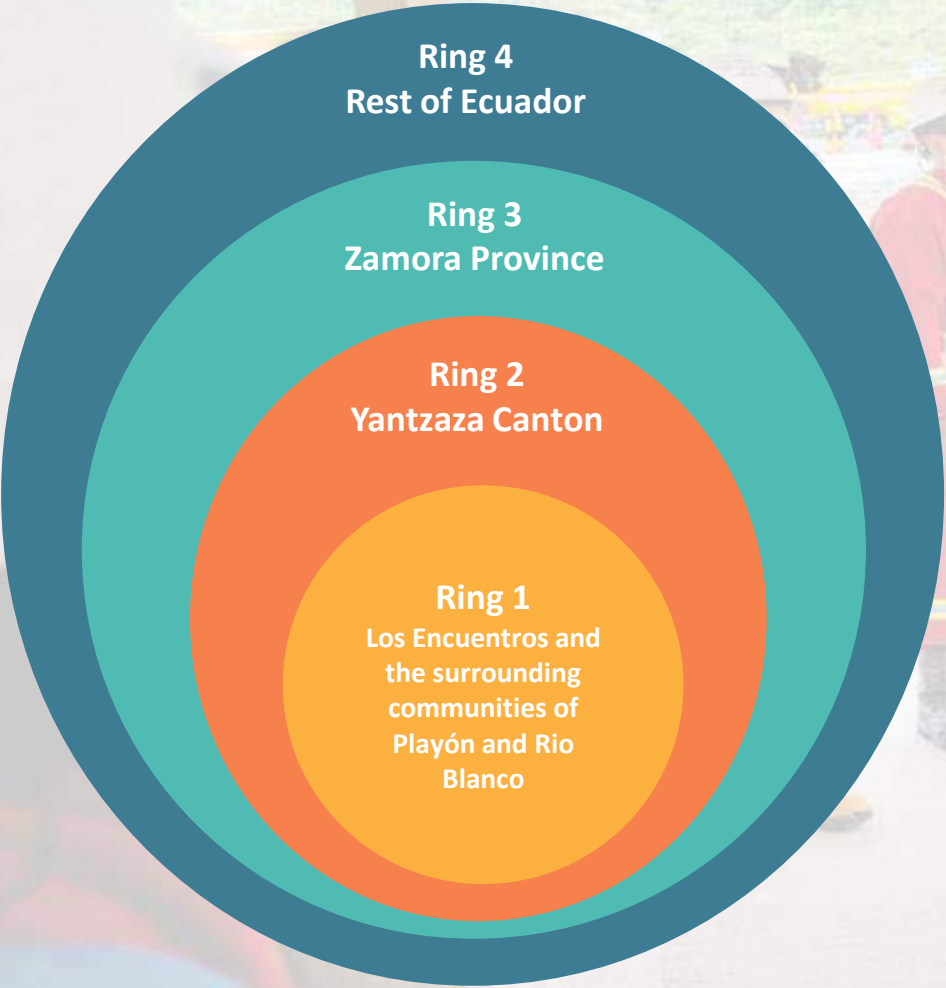 Ring 4
Rest of Ecuador
Ring 3
Zamora Province
Ring 2
Yantzaza Canton
Ring 1
Los Encuentros and
the surrounding
communities of
Playón and Rio
Blanco